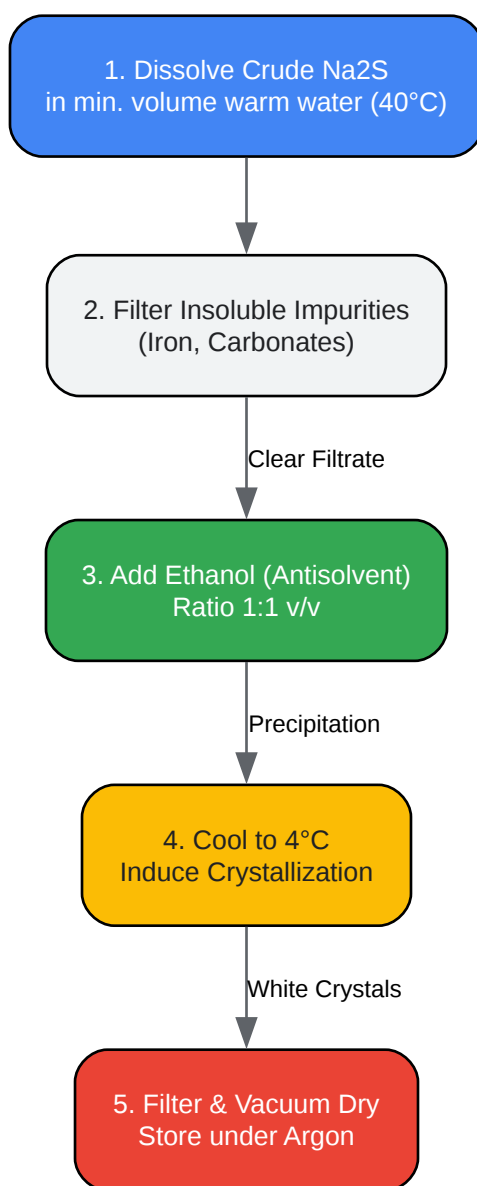 1. Dissolve Crude Na2S
in min. volume warm water (40°C)
2. Filter Insoluble Impurities
(Iron, Carbonates)
Clear Filtrate
3. Add Ethanol (Antisolvent)
Ratio 1:1 v/v
Precipitation
4. Cool to 4°C
Induce Crystallization
White Crystals
5. Filter & Vacuum Dry
Store under Argon